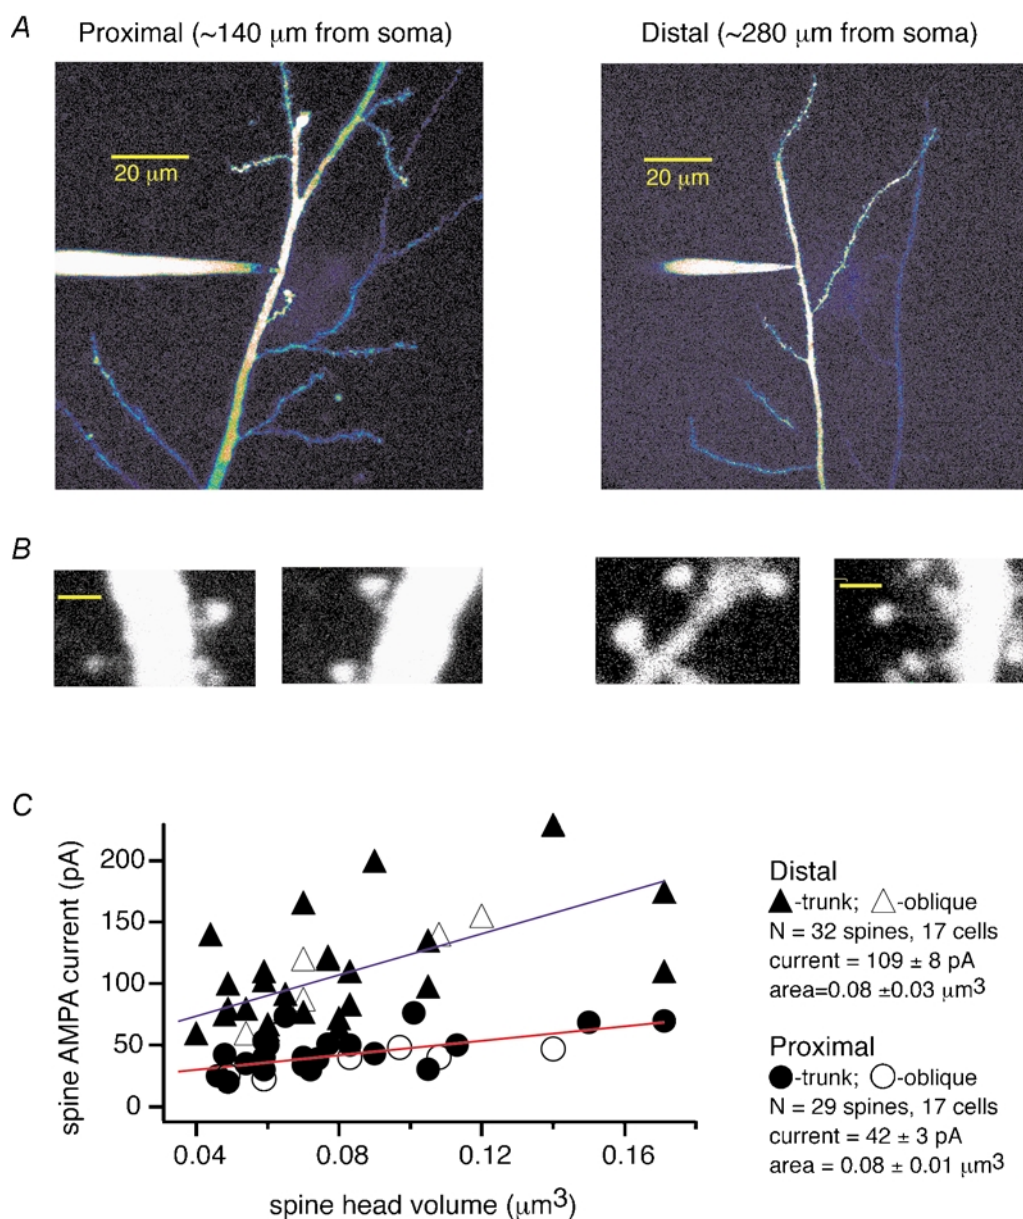 A
Proximal (~140 μm from soma)
Distal (~280 μm from soma)
20 μm
20 μm
B
C
spine AMPA current (pA)
200
150
100
50
0
0.04
0.08
0.12
0.16
spine head volume (μm³)
Distal
▲-trunk; △-oblique
N = 32 spines, 17 cells
current = 109 ± 8 pA
area=0.08 ±0.03 μm³
Proximal
●-trunk; ○-oblique
N = 29 spines, 17 cells
current = 42 ± 3 pA
area = 0.08 ± 0.01 μm³